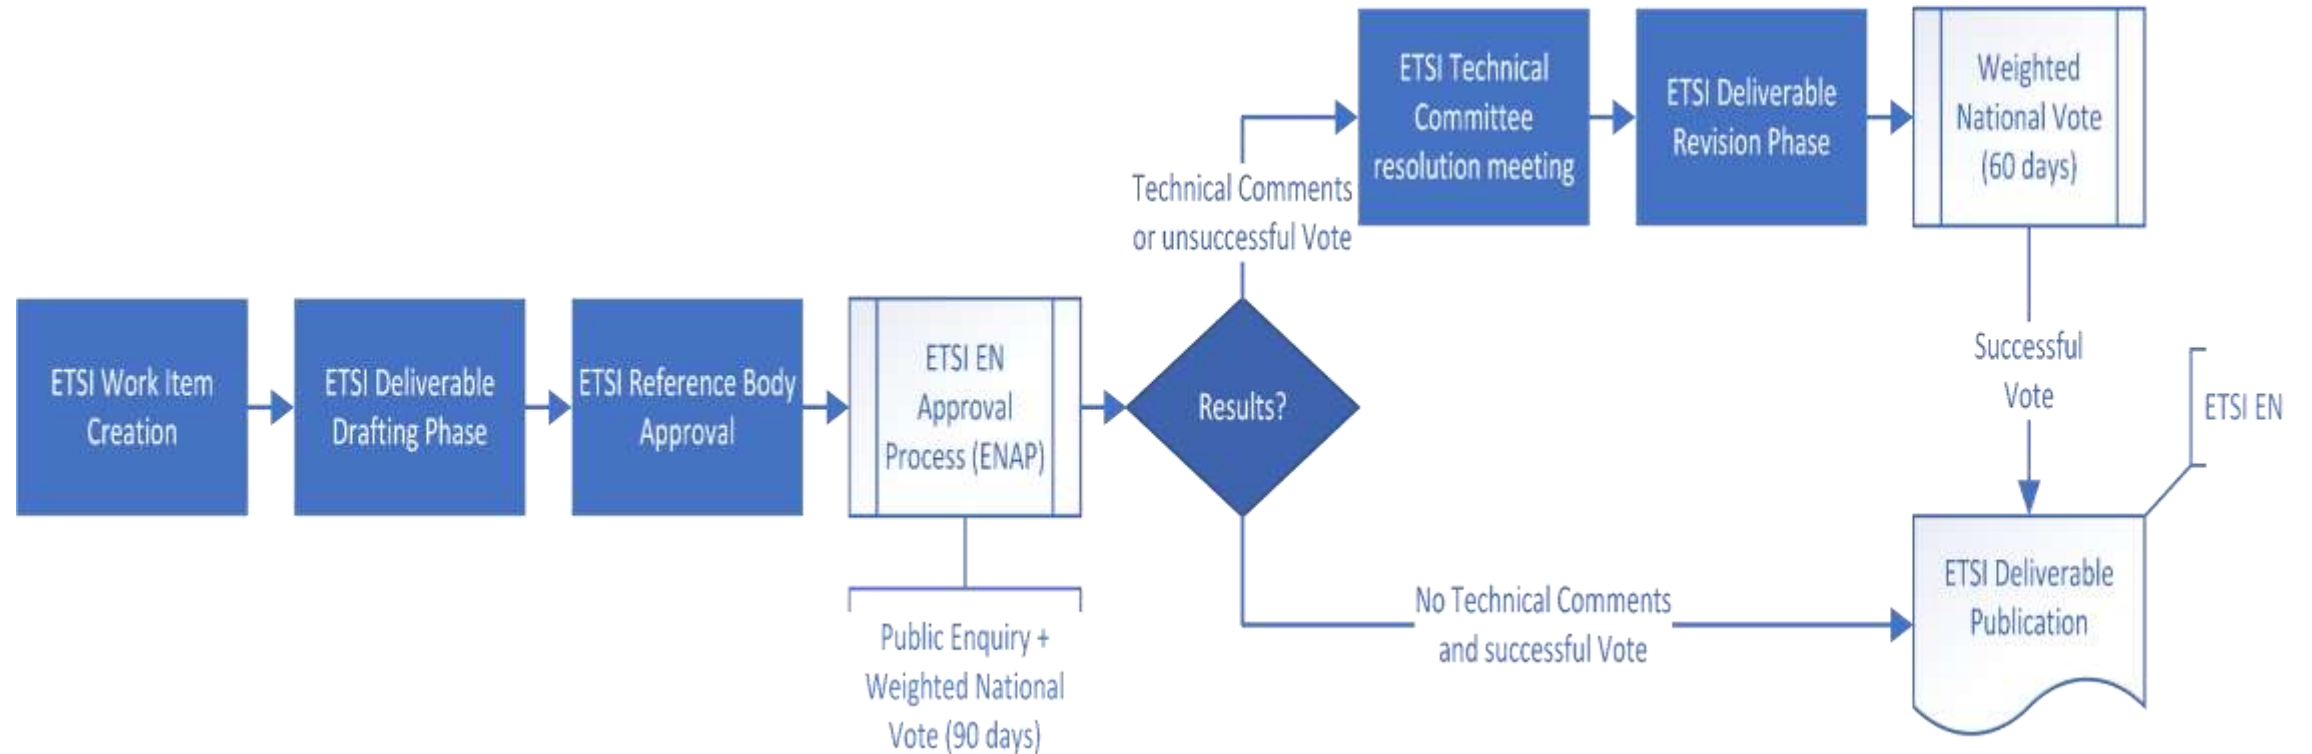 ETSI Work Item
Creation
ETSI Deliverable
Drafting Phase
ETSI Reference Body
Approval
ETSI EN
Approval
Process (ENAP)
Public Enquiry +
Weighted National
Vote (90 days)
Results?
Technical Comments
or unsuccessful Vote
ETSI Technical
Committee
resolution meeting
ETSI Deliverable
Revision Phase
Weighted
National Vote
(60 days)
Successful
Vote
No Technical Comments
and successful Vote
ETSI Deliverable
Publication
ETSI EN